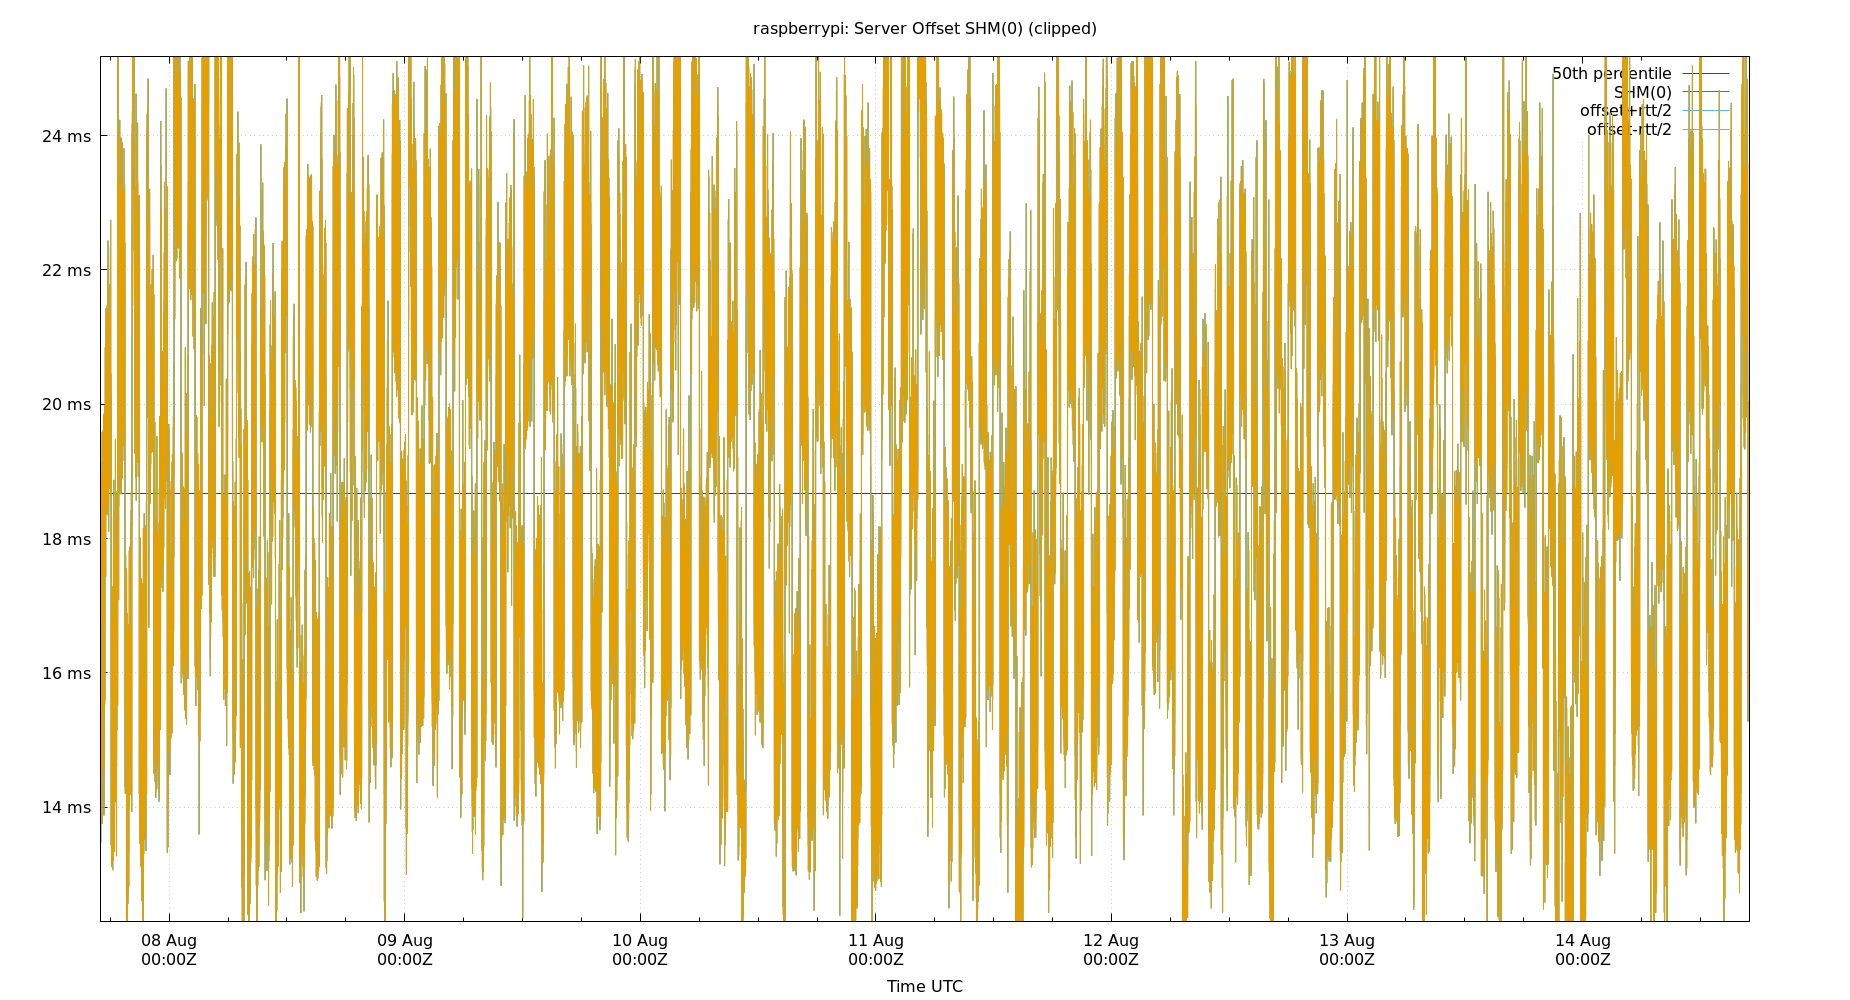 raspberrypi: Server Offset SHM(0) (clipped)
50th percentile
SHM(0)
offset+rtt/2
offset-rtt/2
24 ms
22 ms
20 ms
18 ms
16 ms
14 ms
08 Aug 09 Aug 10 Aug 11 Aug 12 Aug 13 Aug 14 Aug
00:00Z 00:00Z 00:00Z 00:00Z 00:00Z 00:00Z 00:00Z
Time UTC